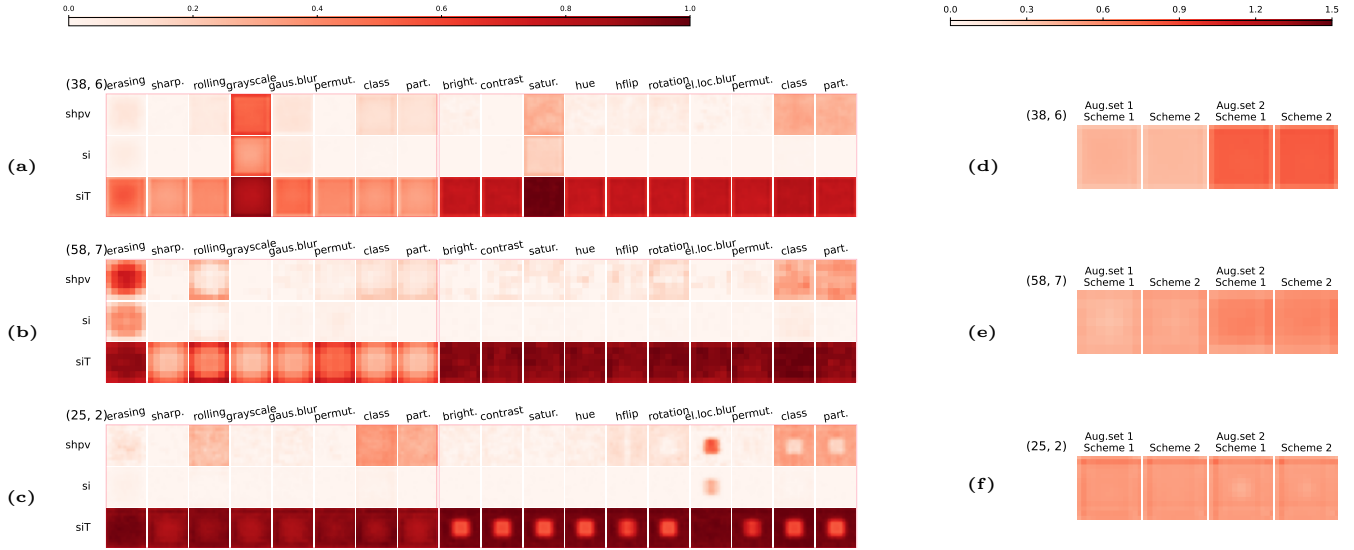 0.0 0.2 0.4 0.6 0.8 1.0
0.0 0.3 0.6 0.9 1.2 1.5
(38, 6) erasing sharp. rolling grayscale gaus.blur permut. class part. bright. contrast satur. hue hflip rotation el.loc.blur permut. class part.
shpv
si
siT
(a)
(58, 7) erasing sharp. rolling grayscale gaus.blur permut. class part. bright. contrast satur. hue hflip rotation el.loc.blur permut. class part.
shpv
si
siT
(b)
(25, 2) erasing sharp. rolling grayscale gaus.blur permut. class part. bright. contrast satur. hue hflip rotation el.loc.blur permut. class part.
shpv
si
siT
(c)
Aug.set 1 Aug.set 2
(38, 6) Scheme 1 Scheme 2 Scheme 1 Scheme 2
(d)
Aug.set 1 Aug.set 2
(58, 7) Scheme 1 Scheme 2 Scheme 1 Scheme 2
(e)
Aug.set 1 Aug.set 2
(25, 2) Scheme 1 Scheme 2 Scheme 1 Scheme 2
(f)